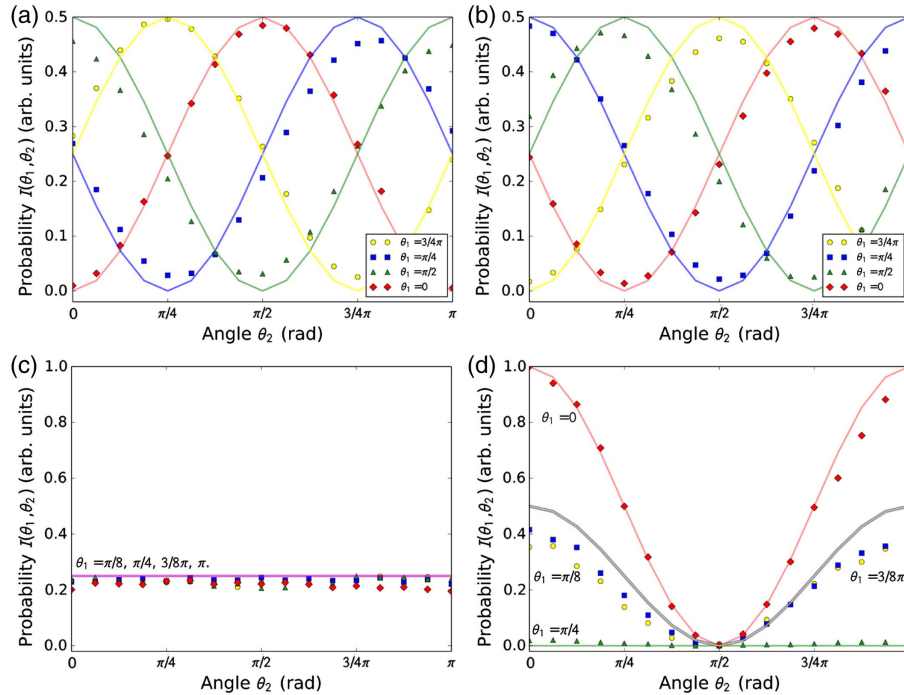 (a)
Probability I(θ₁,θ₂) (arb. units)
0.5
0.4
0.3
0.2
0.1
0.0
θ₁ =3/4π
θ₁ =π/4
θ₁ =π/2
θ₁ =0
0 π/4 π/2 3/4π π
Angle θ₂ (rad)
(b)
Probability I(θ₁,θ₂) (arb. units)
0.5
0.4
0.3
0.2
0.1
0.0
θ₁ =3/4π
θ₁ =π/4
θ₁ =π/2
θ₁ =0
0 π/4 π/2 3/4π
Angle θ₂ (rad)
(c)
Probability I(θ₁,θ₂) (arb. units)
1.0
0.8
0.6
0.4
0.2
0.0
θ₁ =π/8, π/4, 3/8π, π.
0 π/4 π/2 3/4π π
Angle θ₂ (rad)
(d)
Probability I(θ₁,θ₂) (arb. units)
1.0
0.8
0.6
0.4
0.2
0.0
θ₁ =0
θ₁ =π/8
θ₁ =3/8π
θ₁ =π/4
0 π/4 π/2 3/4π
Angle θ₂ (rad)